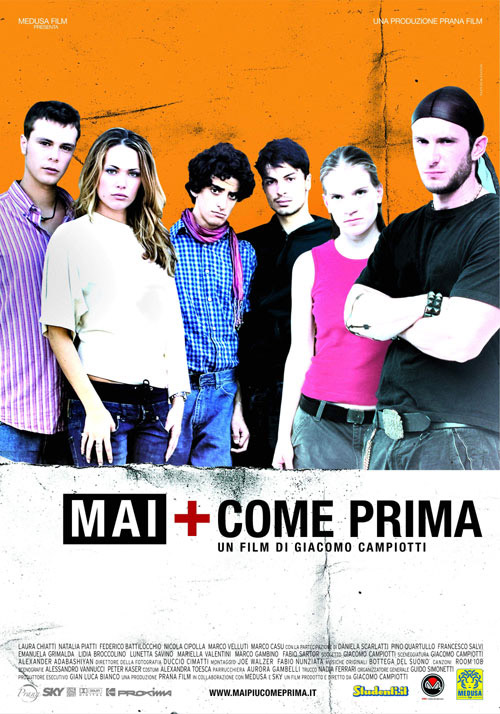 MEDUSA FILM
PRESENTA
UNA PRODUZIONE PRANA FILM
MAI + COME PRIMA
UN FILM DI GIACOMO CAMPIOTTI
LAURA CHIATTI NATALIA PIATTI FEDERICO BATTILOCCHIO NICOLA CIPOLLA MARCO VELLUTI MARCO CASU CON LA PARTECIPAZIONE DI DANIELA SCARLATTI PINO QUARTULLO FRANCESCO SALVI
EMANUELA GRIMALDA LIDIA BROCCOLINO LUNETTA SAVINO MARIELLA VALENTINI MARCO GAMBINO FABIO SARTOR SOGGETTO GIACOMO CAMPIOTTI SCENEGGIATURA GIACOMO CAMPIOTTI
ALEXANDER ADABASHIYAN DIRETTORE DELLA FOTOGRAFIA DUCCIO CIMATTI MONTAGGIO JOE WALZER FABIO NUNZIATA MUSICHE ORIGINALI BOTTEGA DEL SUONO CANZONI ROOM108
SCENOGRAFIE ALESSANDRO VANNUCCI PETER KASER COSTUMI ALEXANDRA TOESCA PARRUCCHIERA AURORA GAMBELLI TRUCCO NADIA FERRARI ORGANIZZATORE GENERALE GUIDO SIMONETTI
PRODUTTORE ESECUTIVO GIAN LUCA BIANCO UNA PRODUZIONE PRANA FILM IN COLLABORAZIONE CON MEDUSA E SKY UN FILM PRODOTTO E DIRETTO DA GIACOMO CAMPIOTTI
Prana SKY PROXIMA WWW.MAIPIUCOMEPRIMA.IT Studenti.it MEDUSA